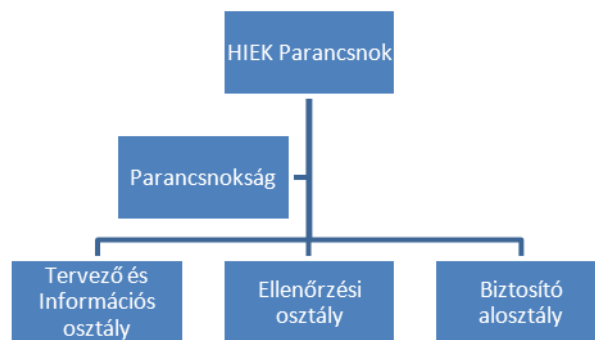 HIEK Parancsnok
Parancsnokság
Tervező és
Információs
osztály
Ellenőrzési
osztály
Biztosító
alosztály